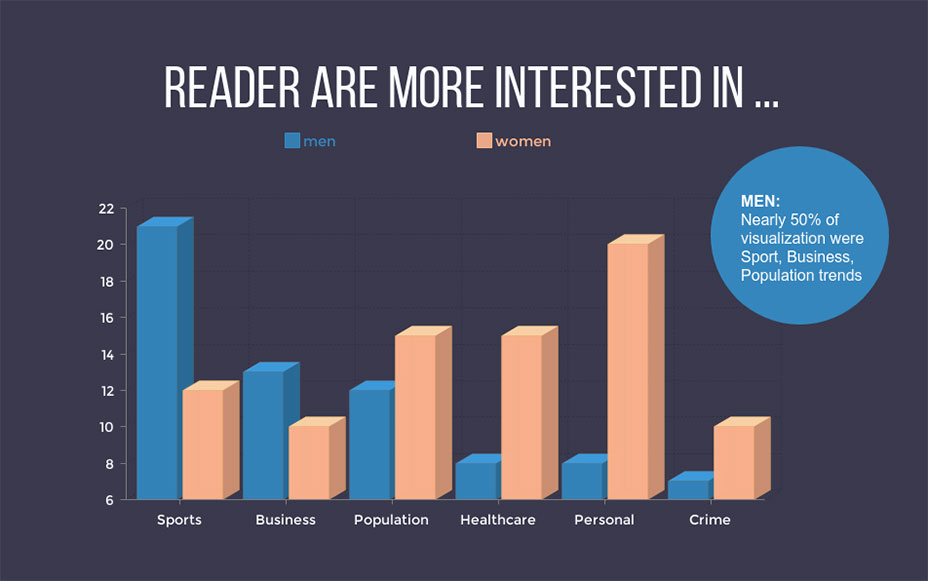 READER ARE MORE INTERESTED IN ...
men women
MEN:
Nearly 50% of
visualization were
Sport, Business,
Population trends
22
20
18
16
14
12
10
8
6
Sports Business Population Healthcare Personal Crime